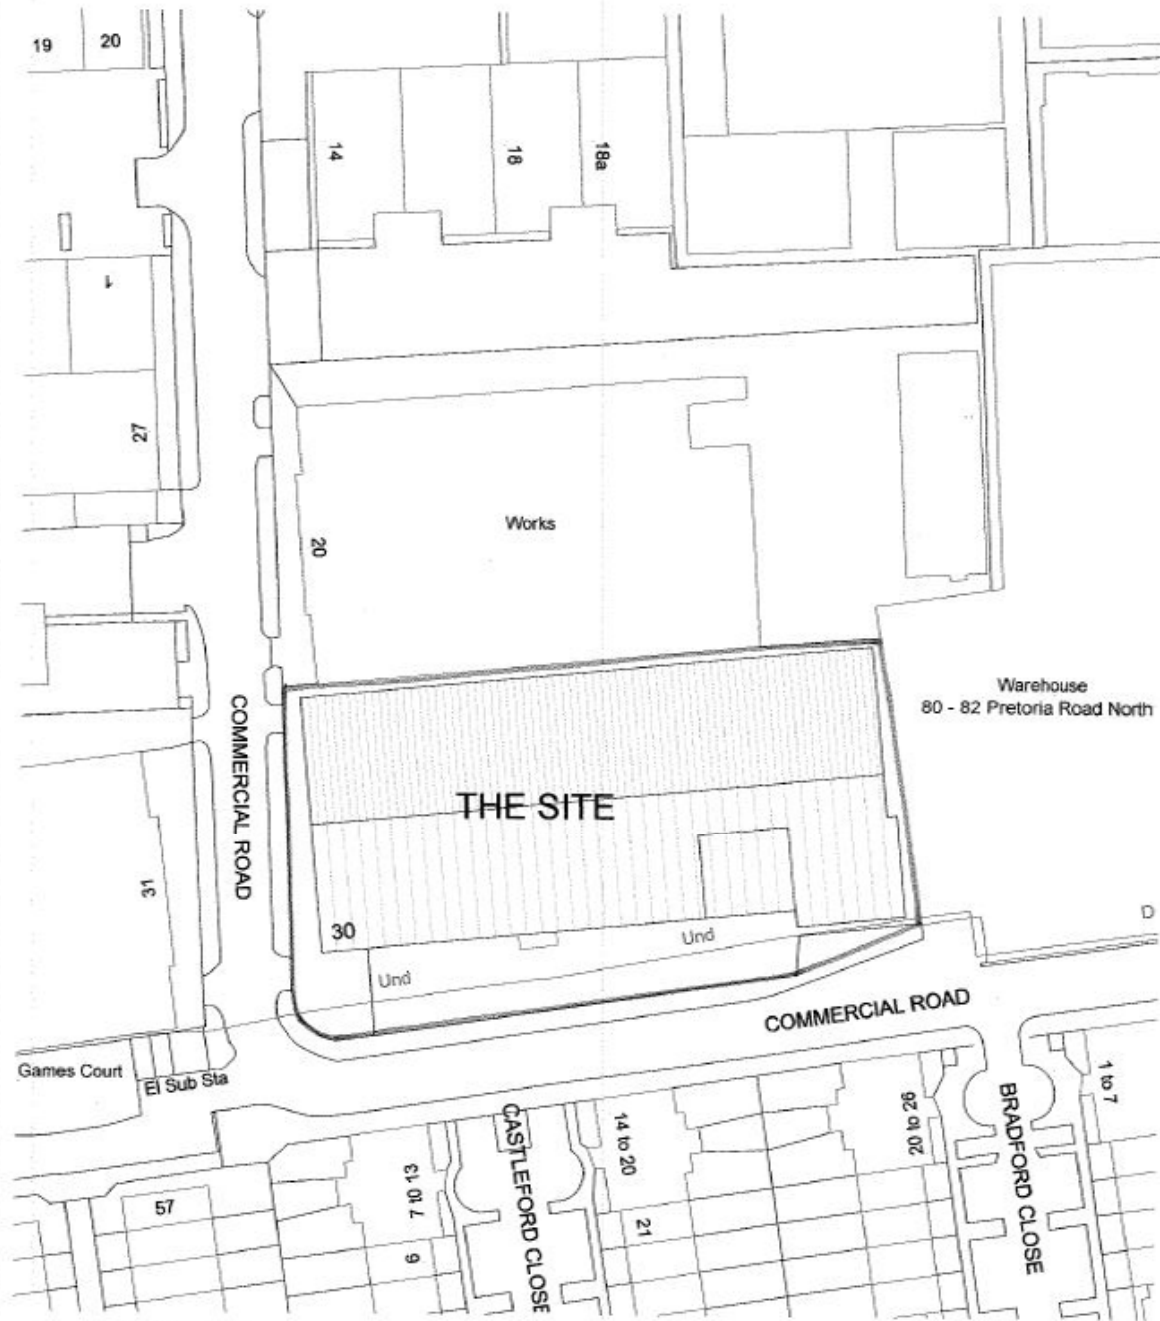 19
20
14
18
18a
1
27
20
Works
Warehouse
80 - 82 Pretoria Road North
COMMERCIAL ROAD
THE SITE
31
30
Und
Und
D
COMMERCIAL ROAD
Games Court
El Sub Sta
1 to 7
20 to 26
BRADFORD CLOSE
CASTLEFORD CLOSE
14 to 20
7 to 13
57
6
21